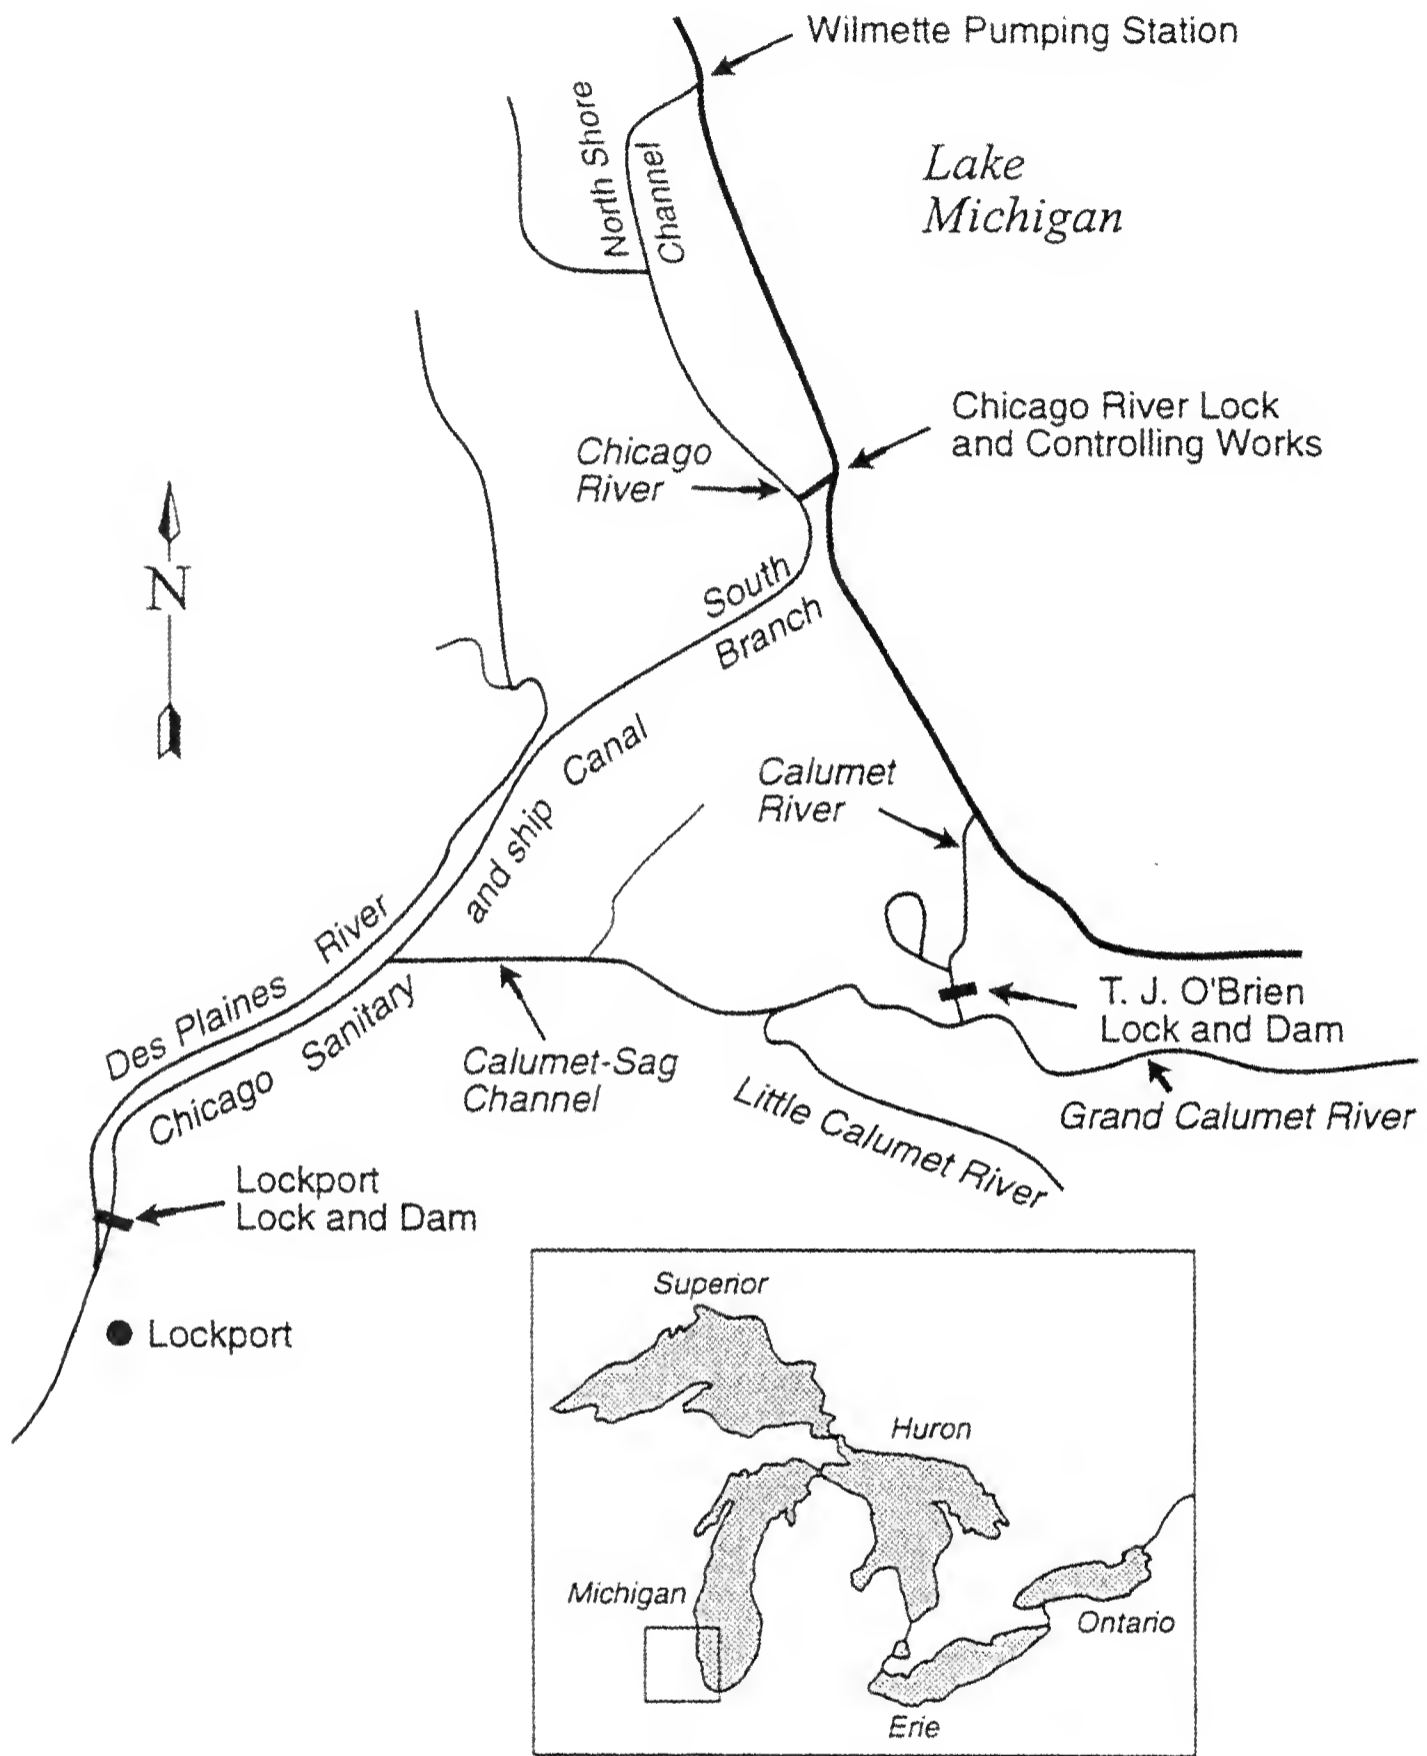 Wilmette Pumping Station
North Shore
Channel
Lake
Michigan
Chicago River Lock
and Controlling Works
Chicago
River
N
South
Branch
Calumet
River
Des Plaines River
Chicago Sanitary
and ship Canal
T. J. O'Brien
Lock and Dam
Calumet-Sag
Channel
Grand Calumet River
Little Calumet River
Lockport
Lock and Dam
Lockport
Superior
Huron
Michigan
Ontario
Erie